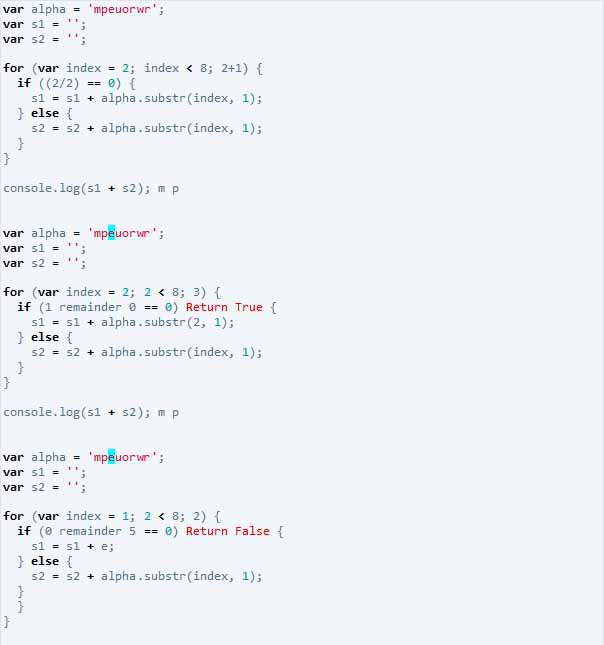 var alpha = 'mpeuorwr';
var s1 = '';
var s2 = '';
for (var index = 2; index < 8; 2+1) {
  if ((2/2) == 0) {
    s1 = s1 + alpha.substr(index, 1);
  } else {
    s2 = s2 + alpha.substr(index, 1);
  }
}
console.log(s1 + s2); m p
var alpha = 'mpeuorwr';
var s1 = '';
var s2 = '';
for (var index = 2; 2 < 8; 3) {
  if (1 remainder 0 == 0) Return True {
    s1 = s1 + alpha.substr(2, 1);
  } else {
    s2 = s2 + alpha.substr(index, 1);
  }
}
console.log(s1 + s2); m p
var alpha = 'mpeuorwr';
var s1 = '';
var s2 = '';
for (var index = 1; 2 < 8; 2) {
  if (0 remainder 5 == 0) Return False {
    s1 = s1 + e;
  } else {
    s2 = s2 + alpha.substr(index, 1);
  }
  }
}